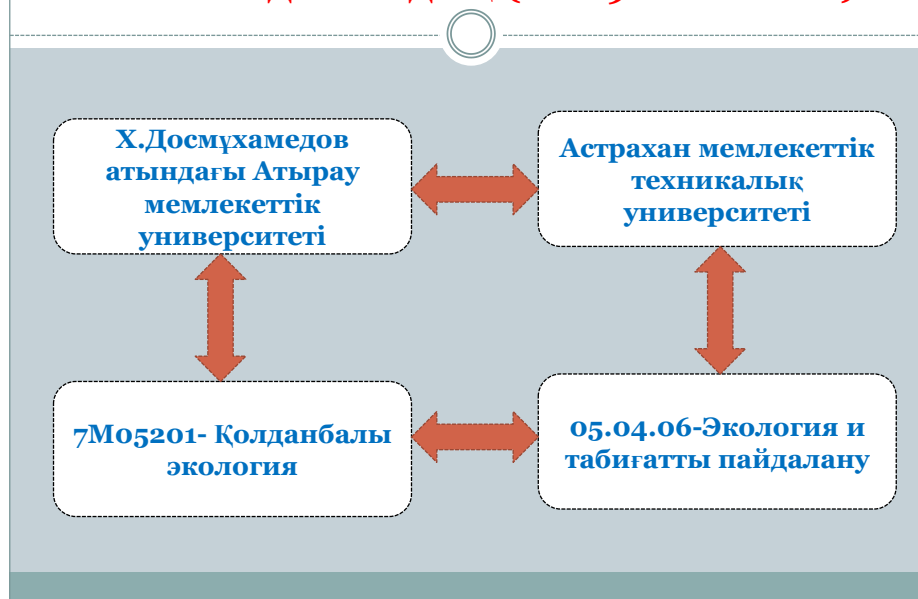 Х.Досмұхамедов
атындағы Атырау
мемлекеттік
университеті
Астрахан мемлекеттік
техникалық
университеті
7М05201- Қолданбалы
экология
05.04.06-Экология и
табиғатты пайдалану